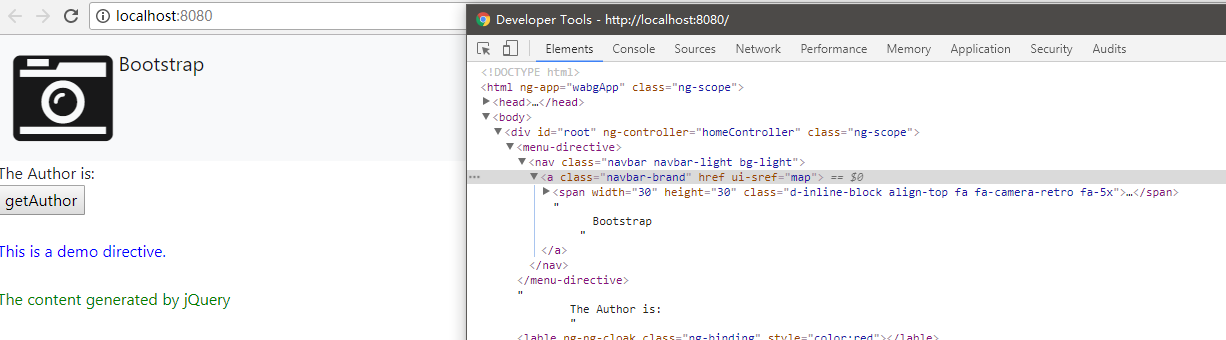 localhost:8080
Bootstrap
The Author is:
getAuthor
This is a demo directive.
The content generated by jQuery
Developer Tools - http://localhost:8080/
Elements Console Sources Network Performance Memory Application Security Audits
<!DOCTYPE html>
<html ng-app="wabgApp" class="ng-scope">
<head>…</head>
<body>
<div id="root" ng-controller="homeController" class="ng-scope">
<menu-directive>
<nav class="navbar navbar-light bg-light">
… <a class="navbar-brand" href ui-sref="map"> == $0
<span width="30" height="30" class="d-inline-block align-top fa fa-camera-retro fa-5x">…</span>
"
Bootstrap
"
</a>
</nav>
</menu-directive>
"
The Author is:
"
<lable ng-ng-cloak class="ng-binding" style="color:red"></lable>